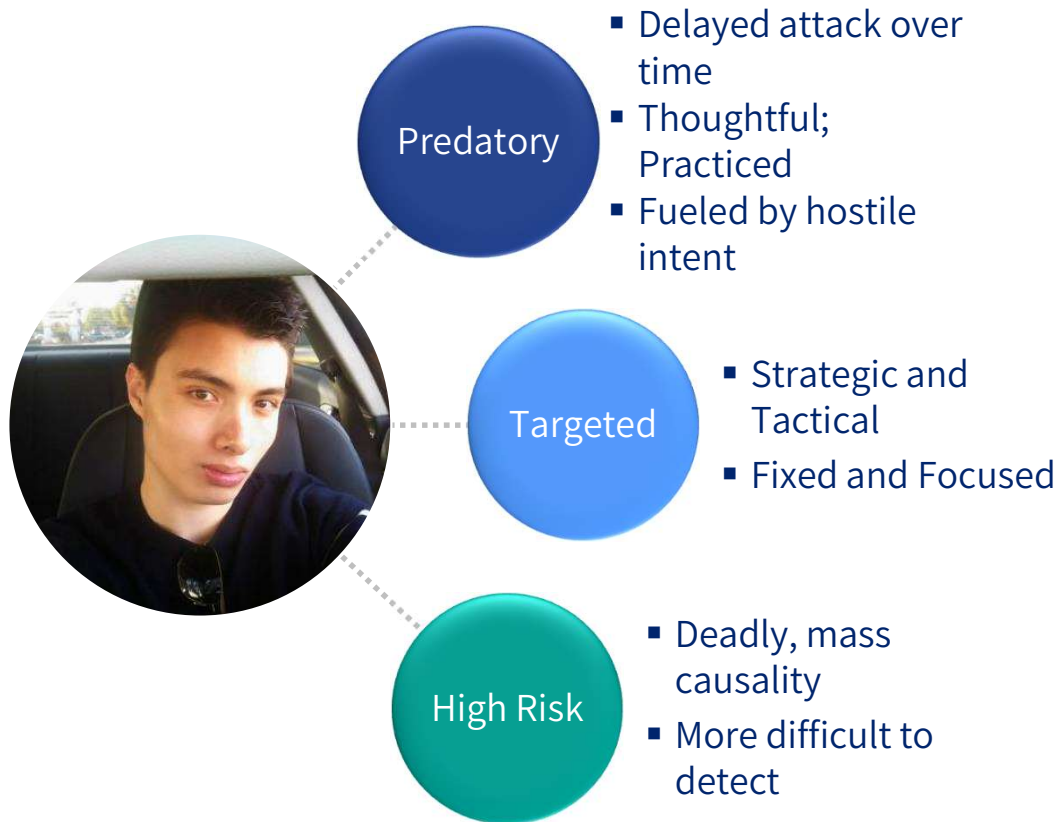 Predatory
▪ Delayed attack over
time
▪ Thoughtful;
Practiced
▪ Fueled by hostile
intent
Targeted
▪ Strategic and
Tactical
▪ Fixed and Focused
High Risk
▪ Deadly, mass
causality
▪ More difficult to
detect